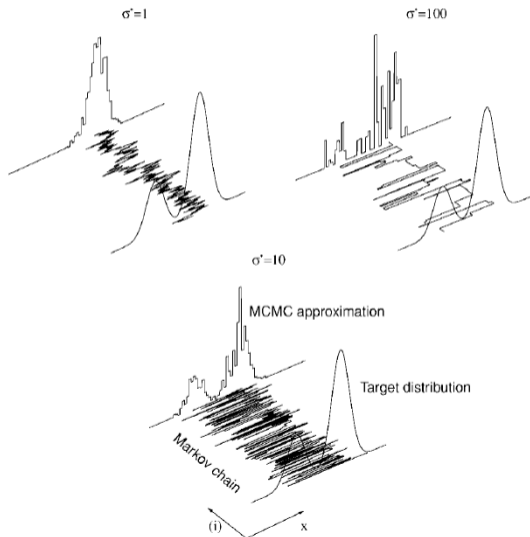 σ*=1
σ*=100
σ*=10
MCMC approximation
Target distribution
Markov chain
(i)
x